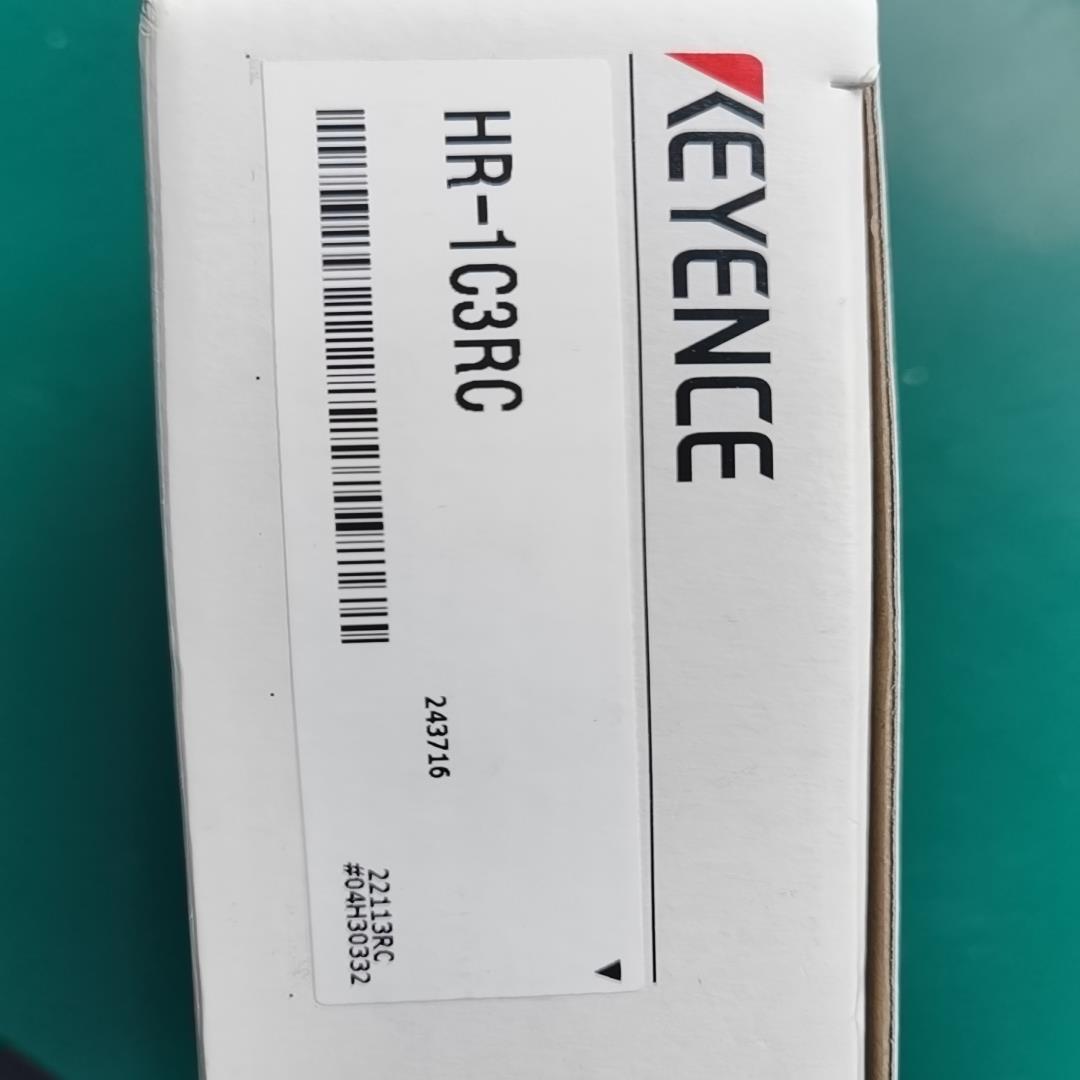 KEYENCE
HR-1C3RC
243716
22113RC
#04H30332